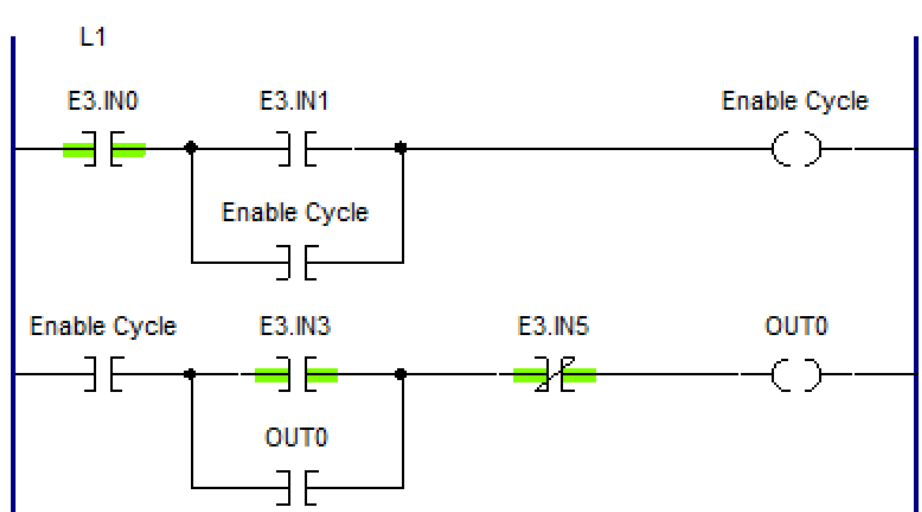 L1
E3.IN0 E3.IN1 Enable Cycle
Enable Cycle
Enable Cycle E3.IN3 E3.IN5 OUT0
OUT0